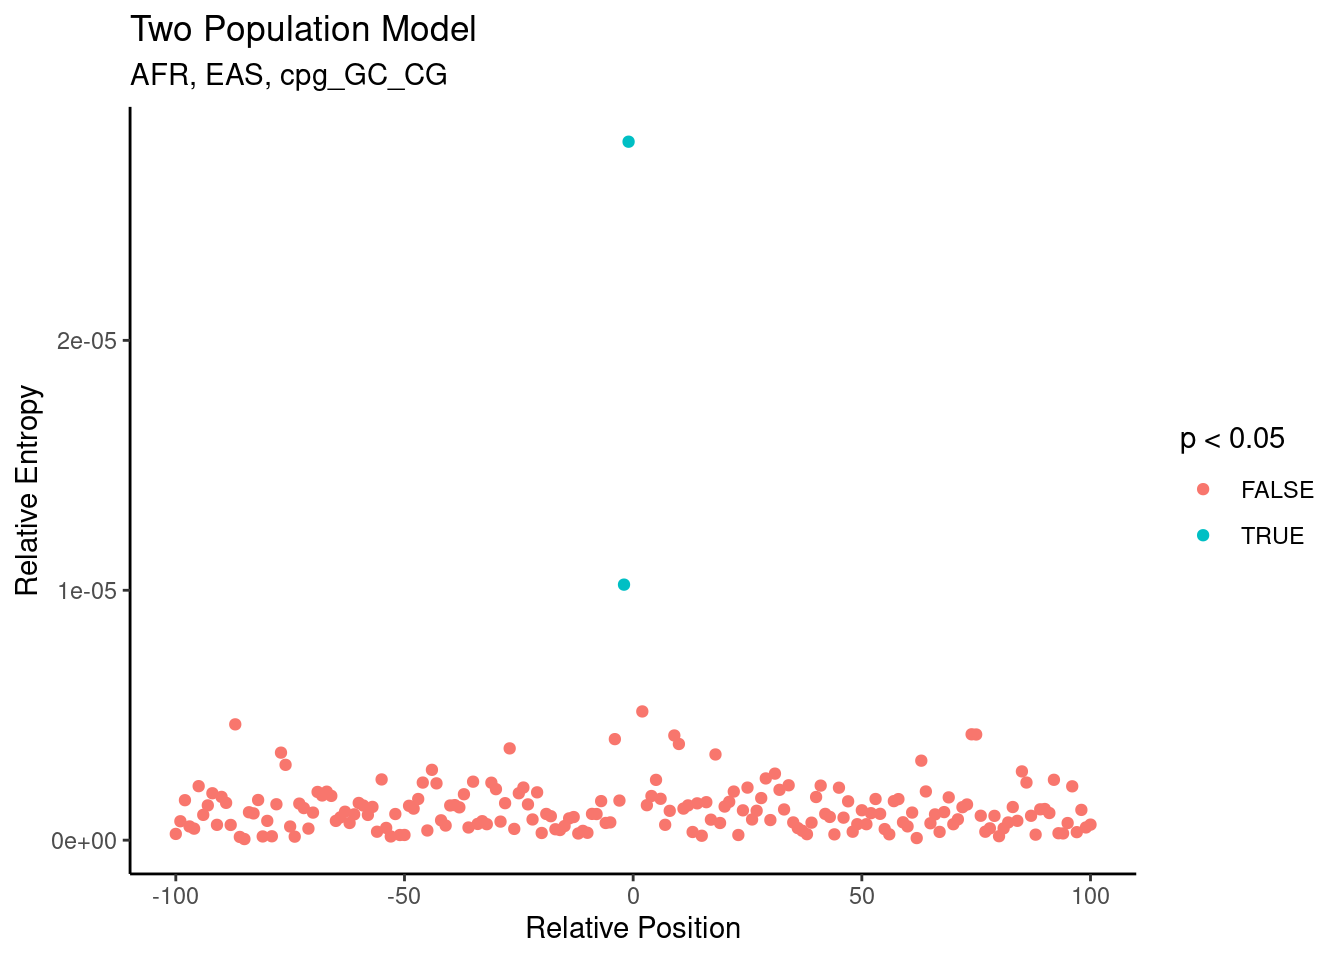 Two Population Model
AFR, EAS, cpg_GC_CG
Relative Entropy
2e-05
1e-05
0e+00
-100
-50
0
50
100
Relative Position
p < 0.05
FALSE
TRUE